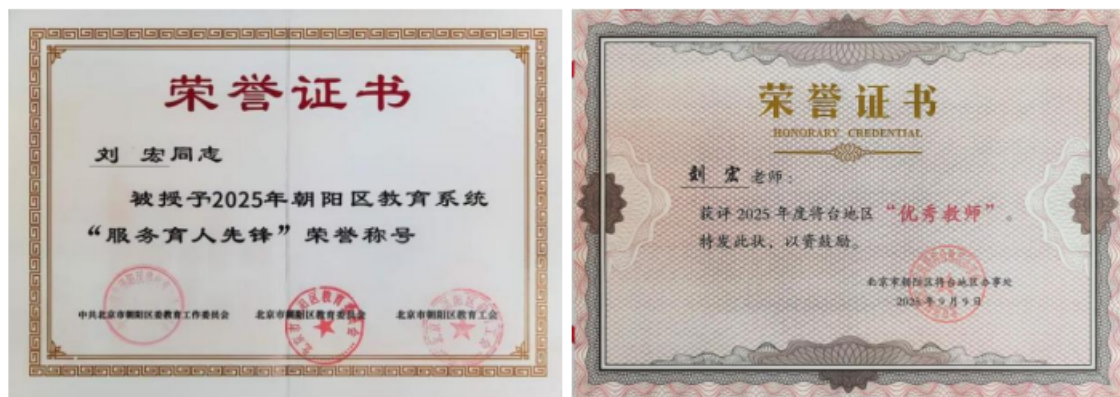 荣誉证书
刘 宏同志
被授予2025年朝阳区教育系统
“服务育人先锋”荣誉称号
中共北京市朝阳区委教育工作委员会 北京市朝阳区教育委员会 北京市朝阳区教育工会
荣誉证书
HONORARY CREDENTIAL
刘 宏 老师：
获评 2025 年度将台地区“优秀教师”。
特发此状，以资鼓励。
北京市朝阳区将台地区办事处
2025 年 9 月 9 日